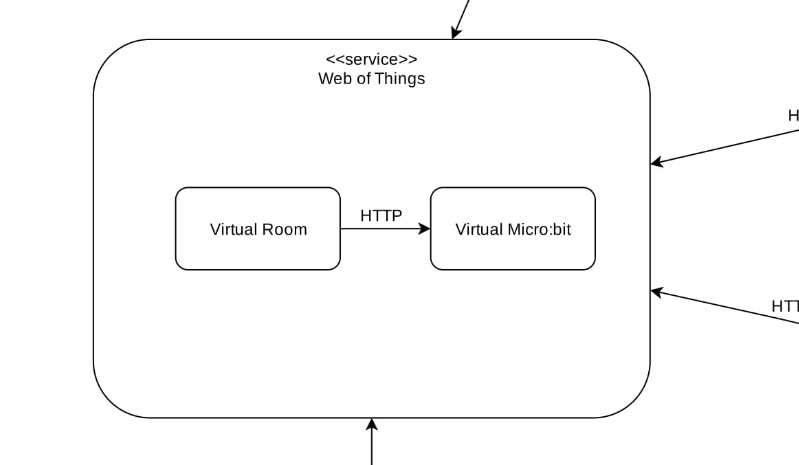 <<service>>
Web of Things
HTTP
Virtual Room
Virtual Micro:bit